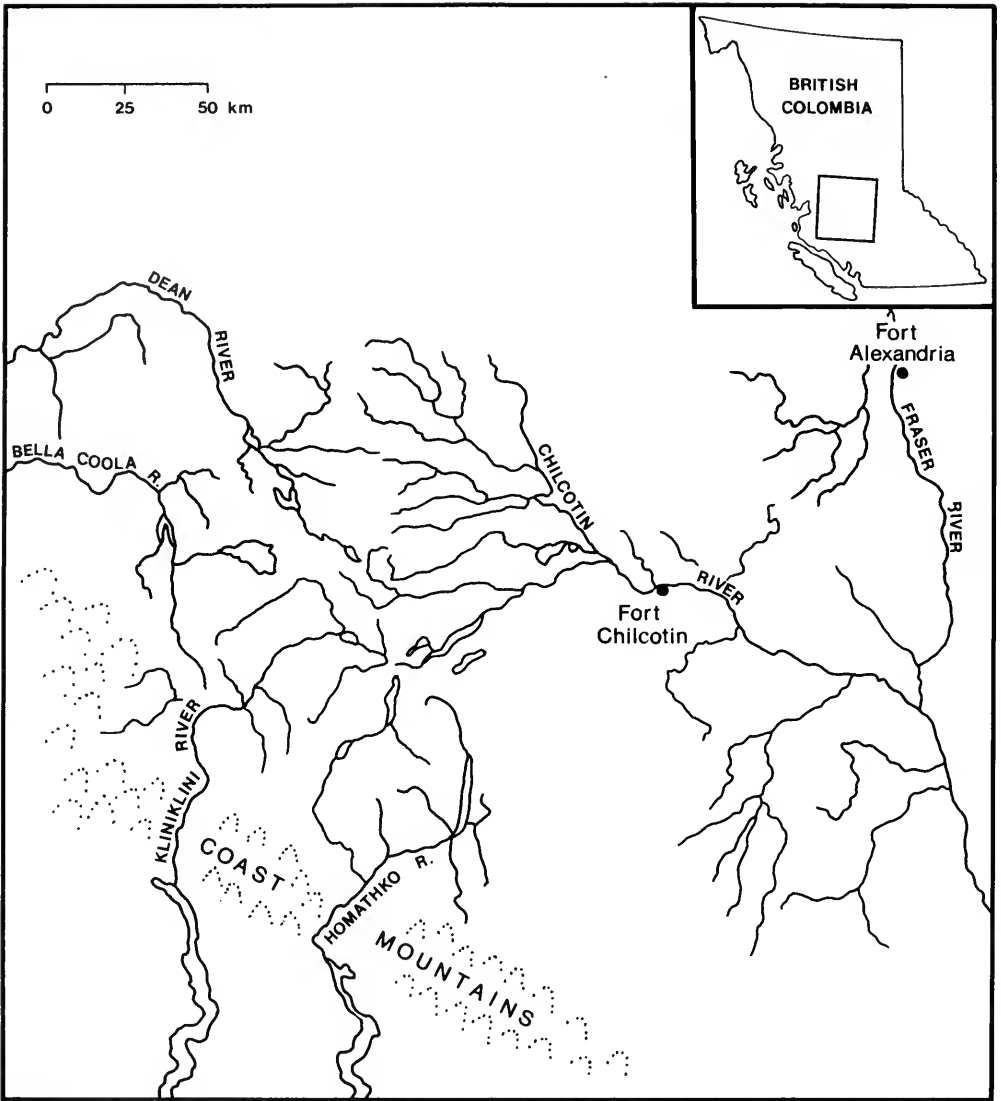 BRITISH
COLOMBIA
0 25 50 km
Fort
Alexandria
DEAN
RIVER
FRASER
RIVER
BELLA COOLA R.
CHILCOTIN
RIVER
Fort
Chilcotin
KLINIKLINI
RIVER
COAST
MOUNTAINS
HOMATHKO R.